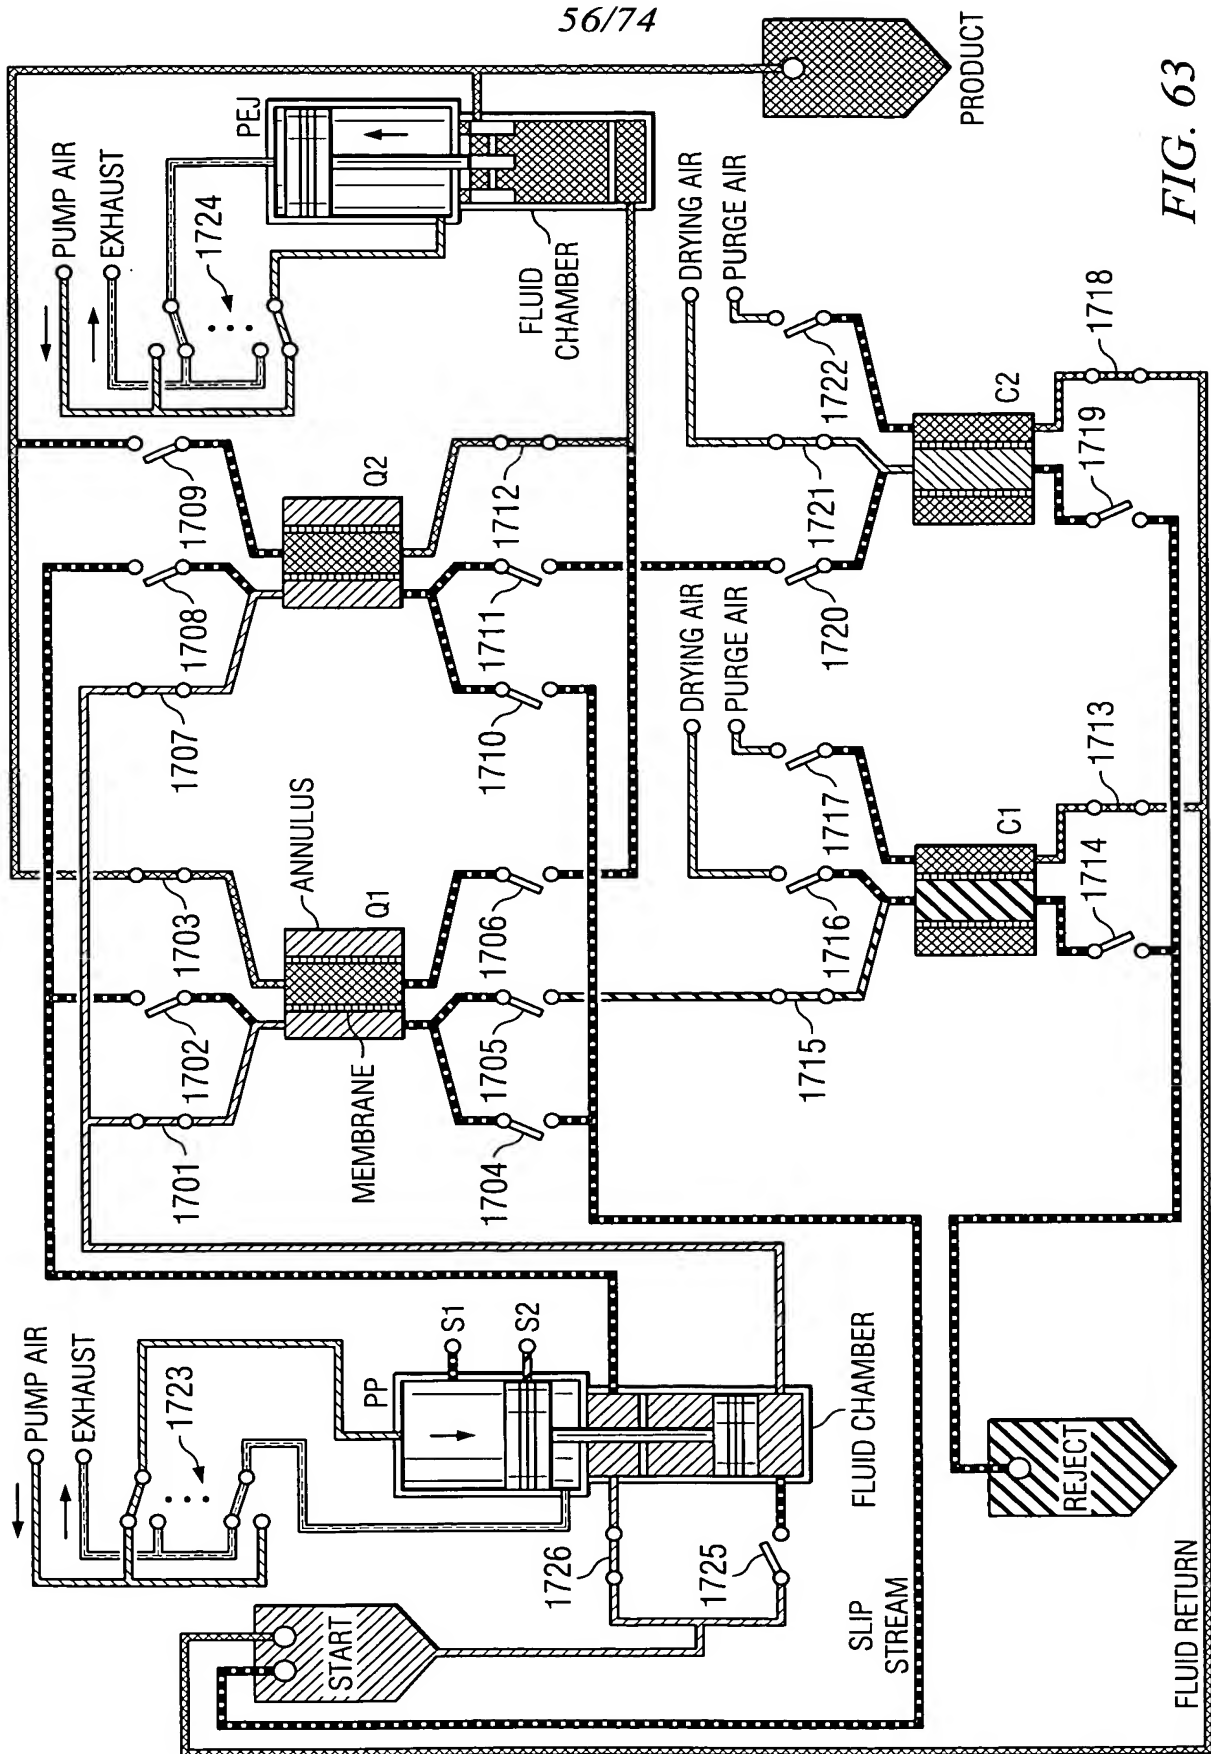 56/74
PUMP AIR
EXHAUST
1723
START
1726
1725
PP
S1
S2
FLUID CHAMBER
SLIP
STREAM
REJECT
FLUID RETURN
1701
1702
1703
MEMBRANE
ANNULUS
Q1
1704
1705
1706
1707
1708
1709
Q2
1710
1711
1712
PUMP AIR
EXHAUST
1724
PEJ
FLUID
CHAMBER
PRODUCT
DRYING AIR
PURGE AIR
1715
1716
1717
C1
1714
1713
DRYING AIR
PURGE AIR
1720
1721
1722
C2
1719
1718
FIG. 63